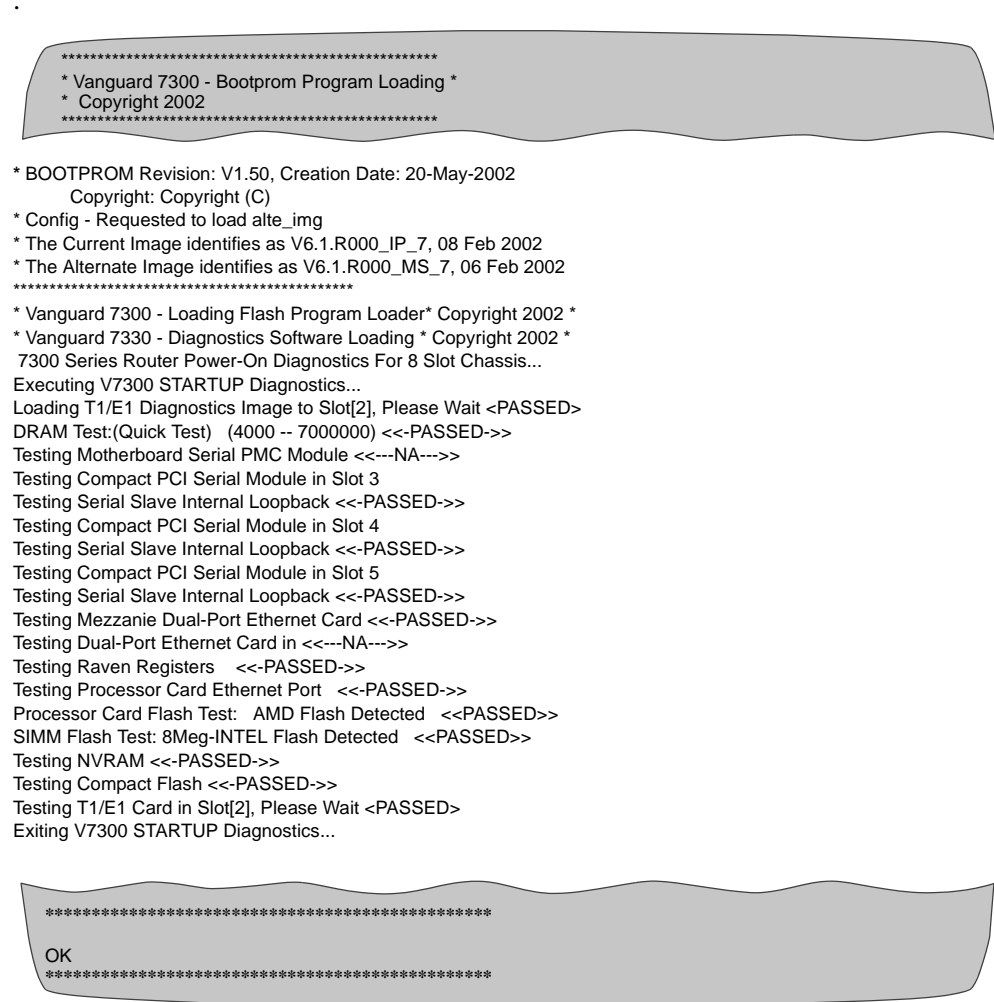 .
****************************************************
* Vanguard 7300 - Bootprom Program Loading *
*  Copyright 2002
****************************************************
* BOOTPROM Revision: V1.50, Creation Date: 20-May-2002
Copyright: Copyright (C)
* Config - Requested to load alte_img
* The Current Image identifies as V6.1.R000_IP_7, 08 Feb 2002
* The Alternate Image identifies as V6.1.R000_MS_7, 06 Feb 2002
***********************************************
* Vanguard 7300 - Loading Flash Program Loader* Copyright 2002 *
* Vanguard 7330 - Diagnostics Software Loading * Copyright 2002 *
7300 Series Router Power-On Diagnostics For 8 Slot Chassis...
Executing V7300 STARTUP Diagnostics...
Loading T1/E1 Diagnostics Image to Slot[2], Please Wait <PASSED>
DRAM Test:(Quick Test)   (4000 -- 7000000) <<-PASSED->>
Testing Motherboard Serial PMC Module <<---NA--->>
Testing Compact PCI Serial Module in Slot 3
Testing Serial Slave Internal Loopback <<-PASSED->>
Testing Compact PCI Serial Module in Slot 4
Testing Serial Slave Internal Loopback <<-PASSED->>
Testing Compact PCI Serial Module in Slot 5
Testing Serial Slave Internal Loopback <<-PASSED->>
Testing Mezzanie Dual-Port Ethernet Card <<-PASSED->>
Testing Dual-Port Ethernet Card in <<---NA--->>
Testing Raven Registers    <<-PASSED->>
Testing Processor Card Ethernet Port   <<-PASSED->>
Processor Card Flash Test:   AMD Flash Detected   <<PASSED>>
SIMM Flash Test: 8Meg-INTEL Flash Detected   <<PASSED>>
Testing NVRAM <<-PASSED->>
Testing Compact Flash <<-PASSED->>
Testing T1/E1 Card in Slot[2], Please Wait <PASSED>
Exiting V7300 STARTUP Diagnostics...
************************************************
OK
************************************************